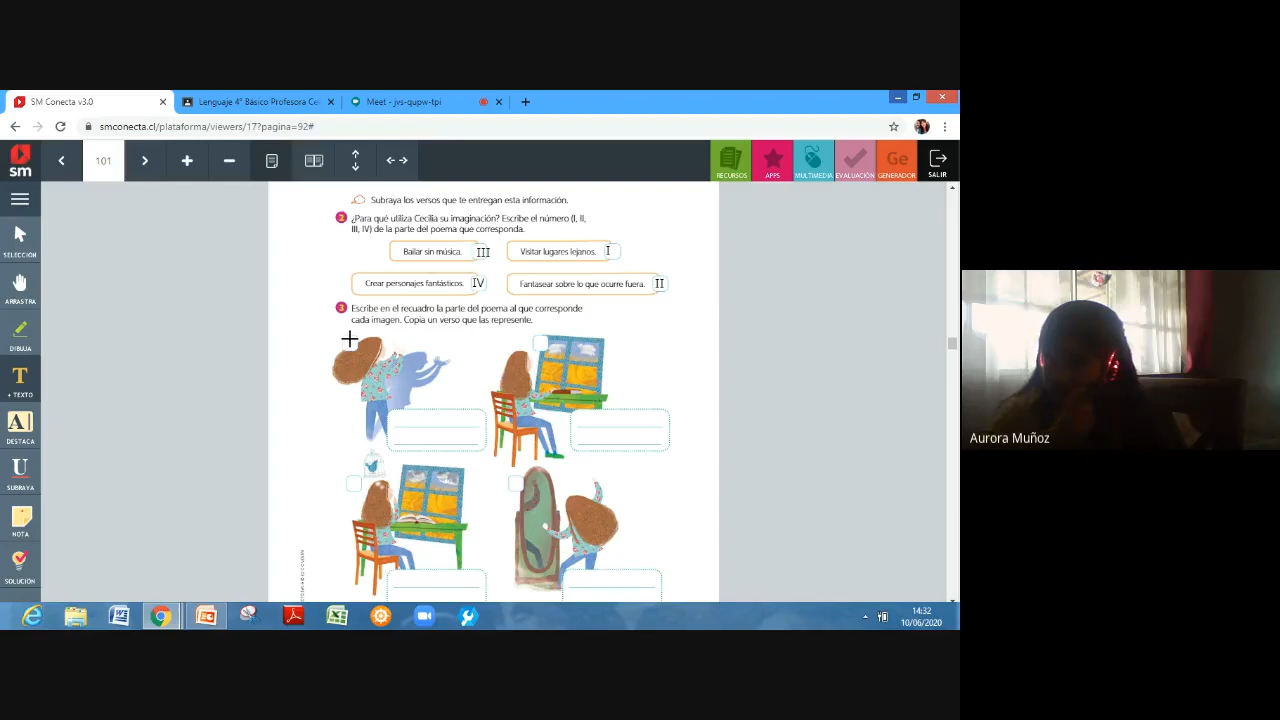 SM Conecta v3.0
Lenguaje 4° Básico Profesora Ce
Meet - jvs-qupw-tpi
smconecta.cl/plataforma/viewers/17?pagina=92#
sm
101
RECURSOS
APPS
MULTIMEDIA
EVALUACIÓN
Ge
GENERADOR
SALIR
SELECCIÓN
ARRASTRA
DIBUJA
T
+ TEXTO
A
DESTACA
U
SUBRAYA
NOTA
SOLUCIÓN
Subraya los versos que te entregan esta información.
2 ¿Para qué utiliza Cecilia su imaginación? Escribe el número (I, II,
III, IV) de la parte del poema que corresponda.
Bailar sin música. III
Visitar lugares lejanos. I
Crear personajes fantásticos. IV
Fantasear sobre lo que ocurre fuera. II
3 Escribe en el recuadro la parte del poema al que corresponde
cada imagen. Copia un verso que las represente.
14:32
10/06/2020
Aurora Muñoz